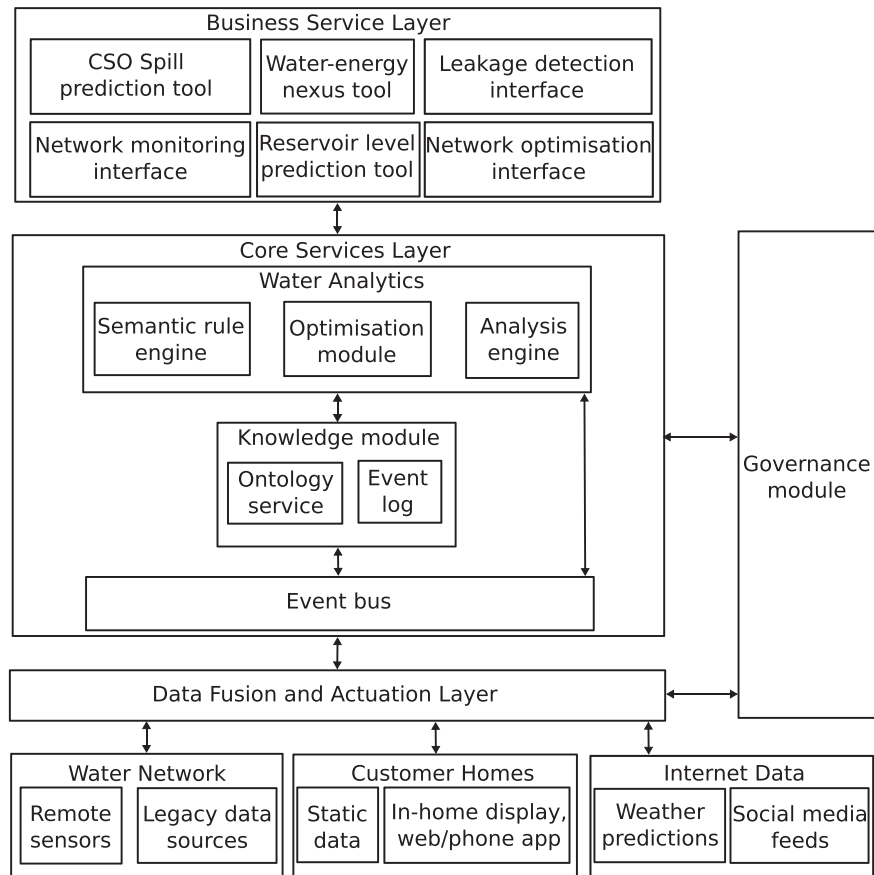 Business Service Layer
CSO Spill
prediction tool
Water-energy
nexus tool
Leakage detection
interface
Network monitoring
interface
Reservoir level
prediction tool
Network optimisation
interface
Core Services Layer
Water Analytics
Semantic rule
engine
Optimisation
module
Analysis
engine
Knowledge module
Ontology
service
Event
log
Event bus
Governance
module
Data Fusion and Actuation Layer
Water Network
Remote
sensors
Legacy data
sources
Customer Homes
Static
data
In-home display,
web/phone app
Internet Data
Weather
predictions
Social media
feeds